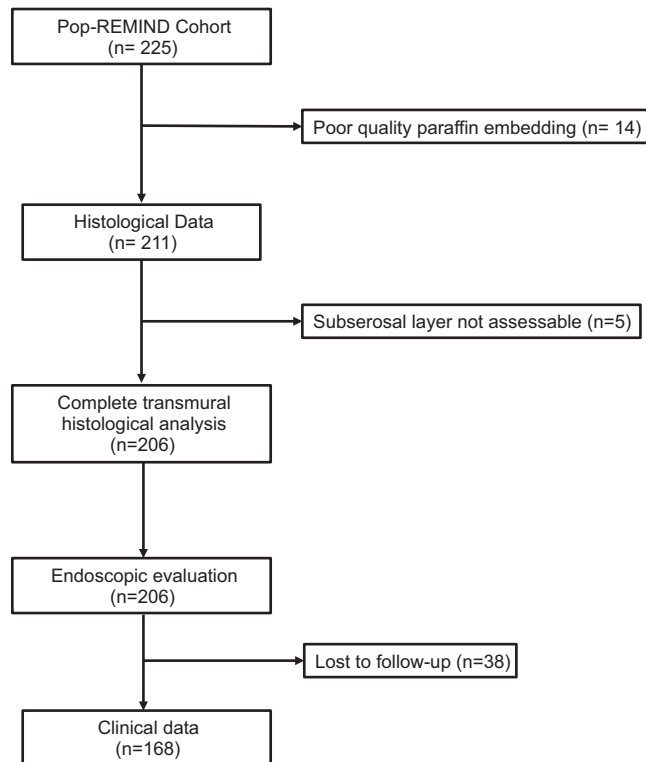 Pop-REMIND Cohort
(n= 225)
Poor quality paraffin embedding (n= 14)
Histological Data
(n= 211)
Subserosal layer not assessable (n=5)
Complete transmural
histological analysis
(n=206)
Endoscopic evaluation
(n=206)
Lost to follow-up (n=38)
Clinical data
(n=168)